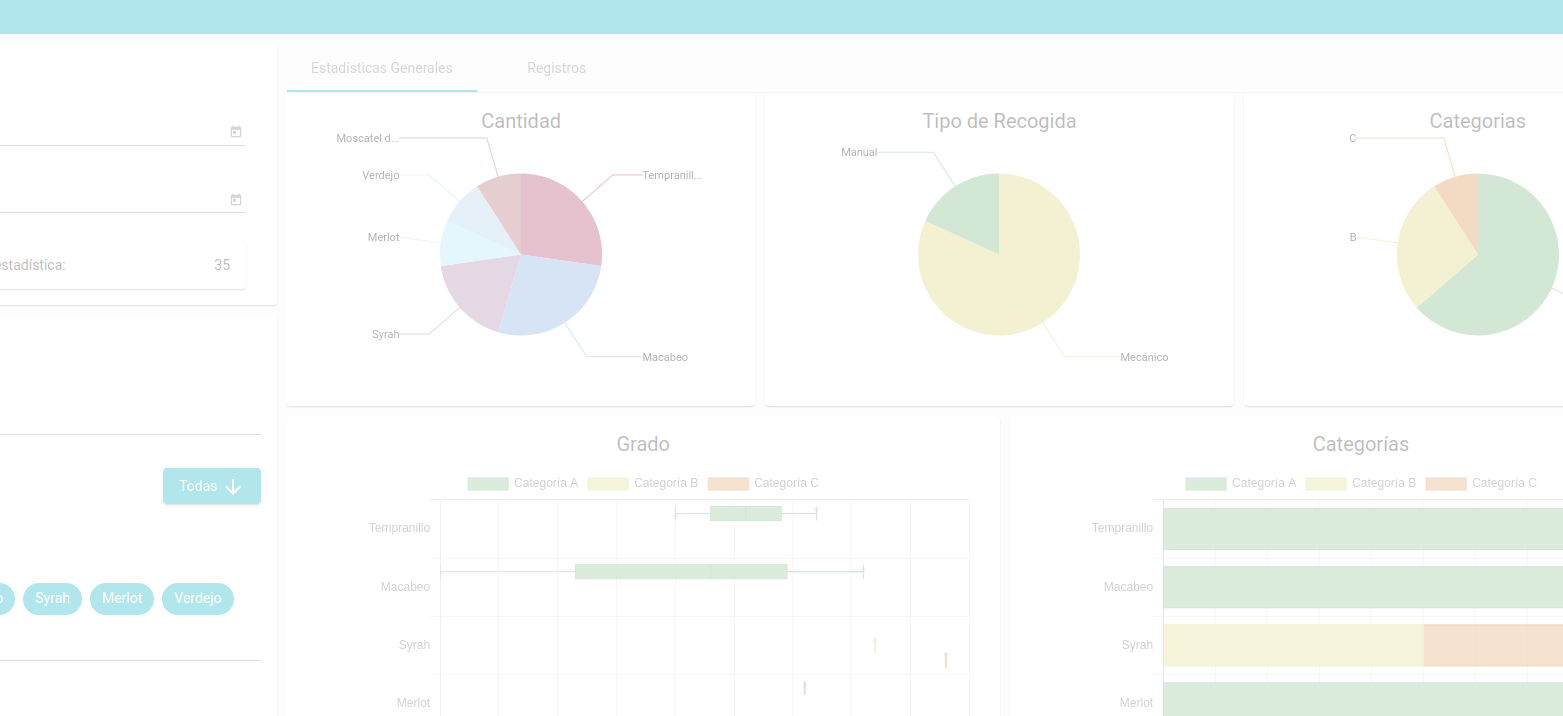 Estadísticas Generales
Registros
estadística:
35
Todas
Syrah
Merlot
Verdejo
Cantidad
Moscatel d...
Verdejo
Merlot
Syrah
Tempranill...
Macabeo
Tipo de Recogida
Manual
Mecánico
Categorias
C
B
Grado
Categoría A
Categoría B
Categoría C
Tempranillo
Macabeo
Syrah
Merlot
Categorías
Categoría A
Categoría B
Categoría C
Tempranillo
Macabeo
Syrah
Merlot